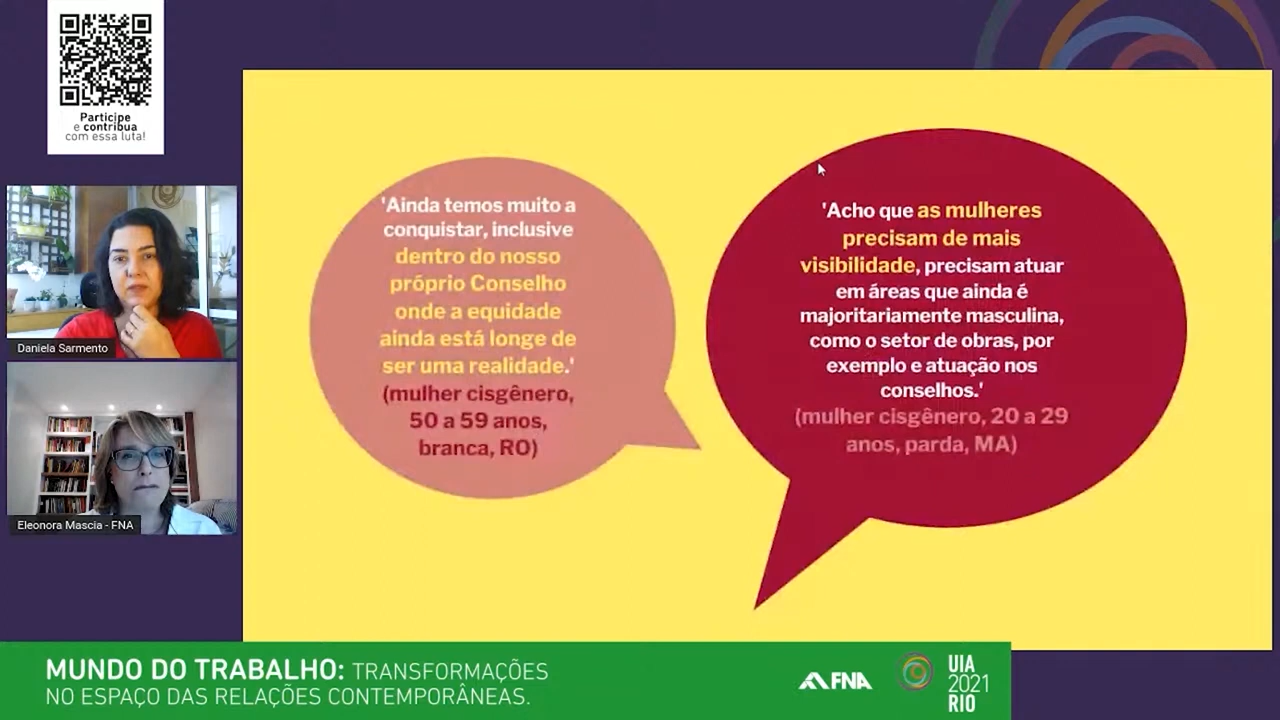 Participe
e contribua
com essa luta!
Daniela Sarmento
Eleonora Mascia - FNA
'Ainda temos muito a
conquistar, inclusive
dentro do nosso
próprio Conselho
onde a equidade
ainda está longe de
ser uma realidade.'
(mulher cisgênero,
50 a 59 anos,
branca, RO)
'Acho que as mulheres
precisam de mais
visibilidade, precisam atuar
em áreas que ainda é
majoritariamente masculina,
como o setor de obras, por
exemplo e atuação nos
conselhos.'
(mulher cisgênero, 20 a 29
anos, parda, MA)
MUNDO DO TRABALHO: TRANSFORMAÇÕES
NO ESPAÇO DAS RELAÇÕES CONTEMPORÂNEAS.
FNA
UIA
2021
RIO